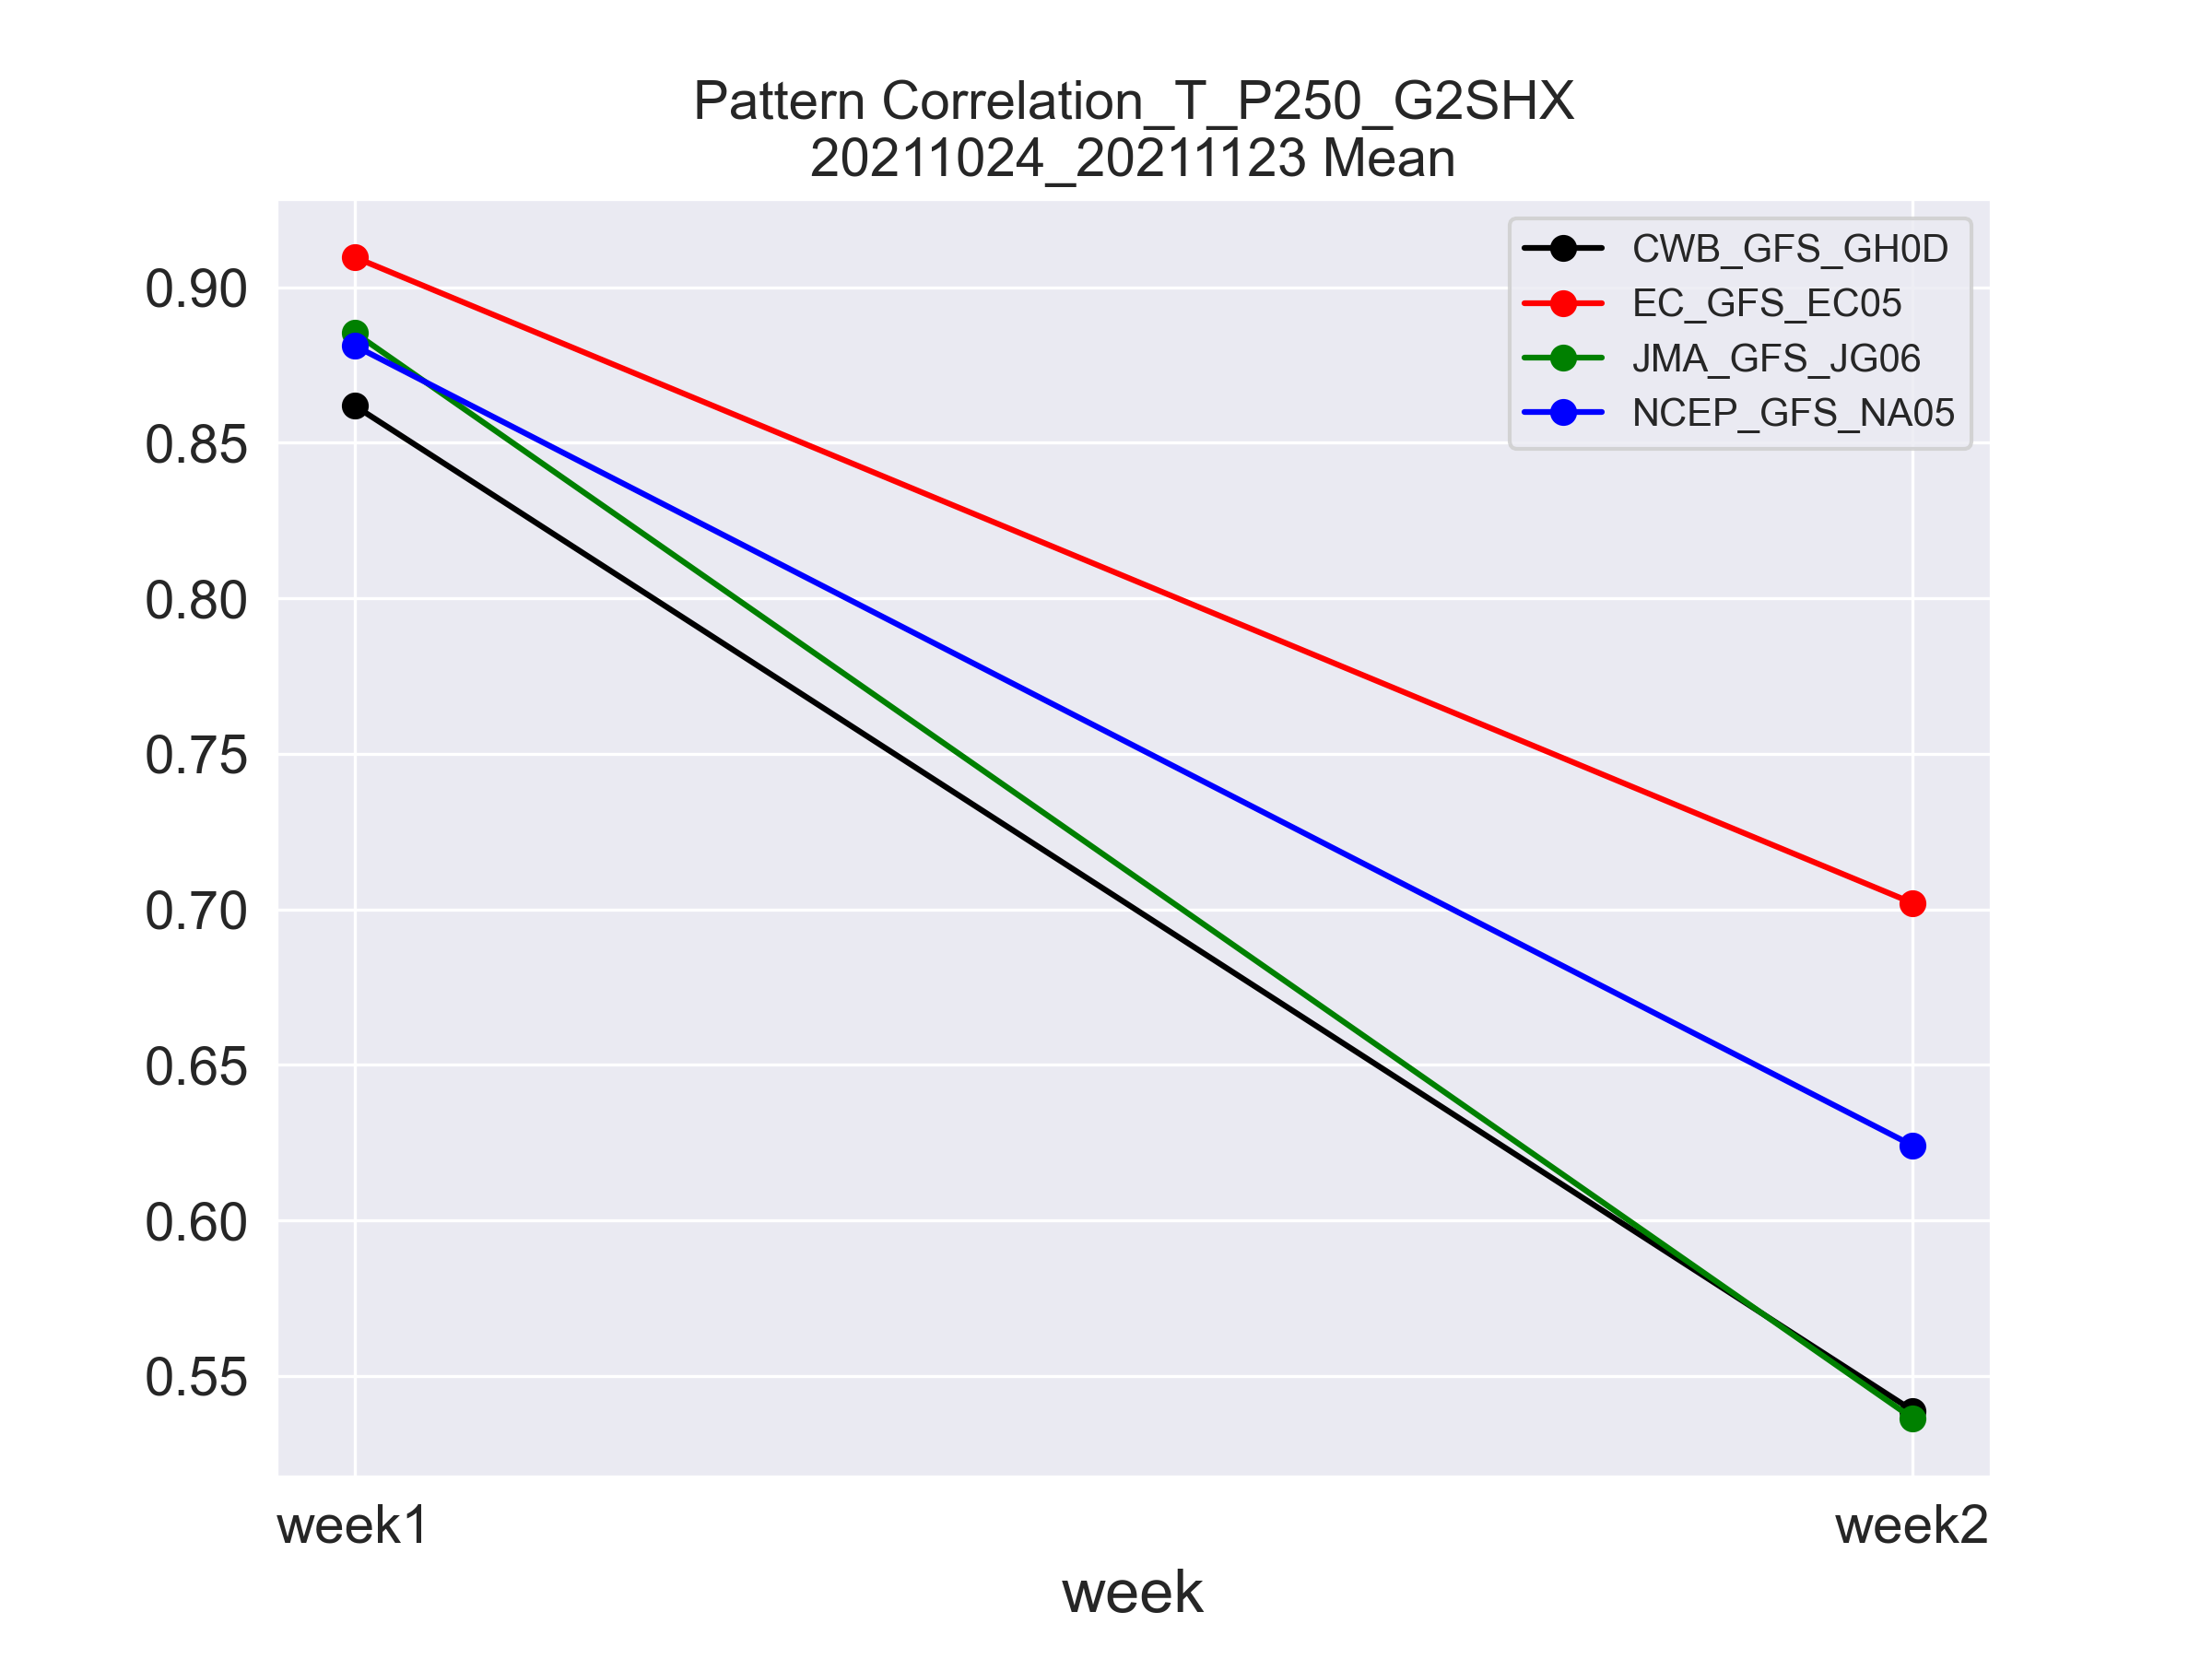 Pattern Correlation_T_P250_G2SHX
20211024_20211123 Mean
CWB_GFS_GH0D
EC_GFS_EC05
JMA_GFS_JG06
NCEP_GFS_NA05
0.90
0.85
0.80
0.75
0.70
0.65
0.60
0.55
week1
week2
week